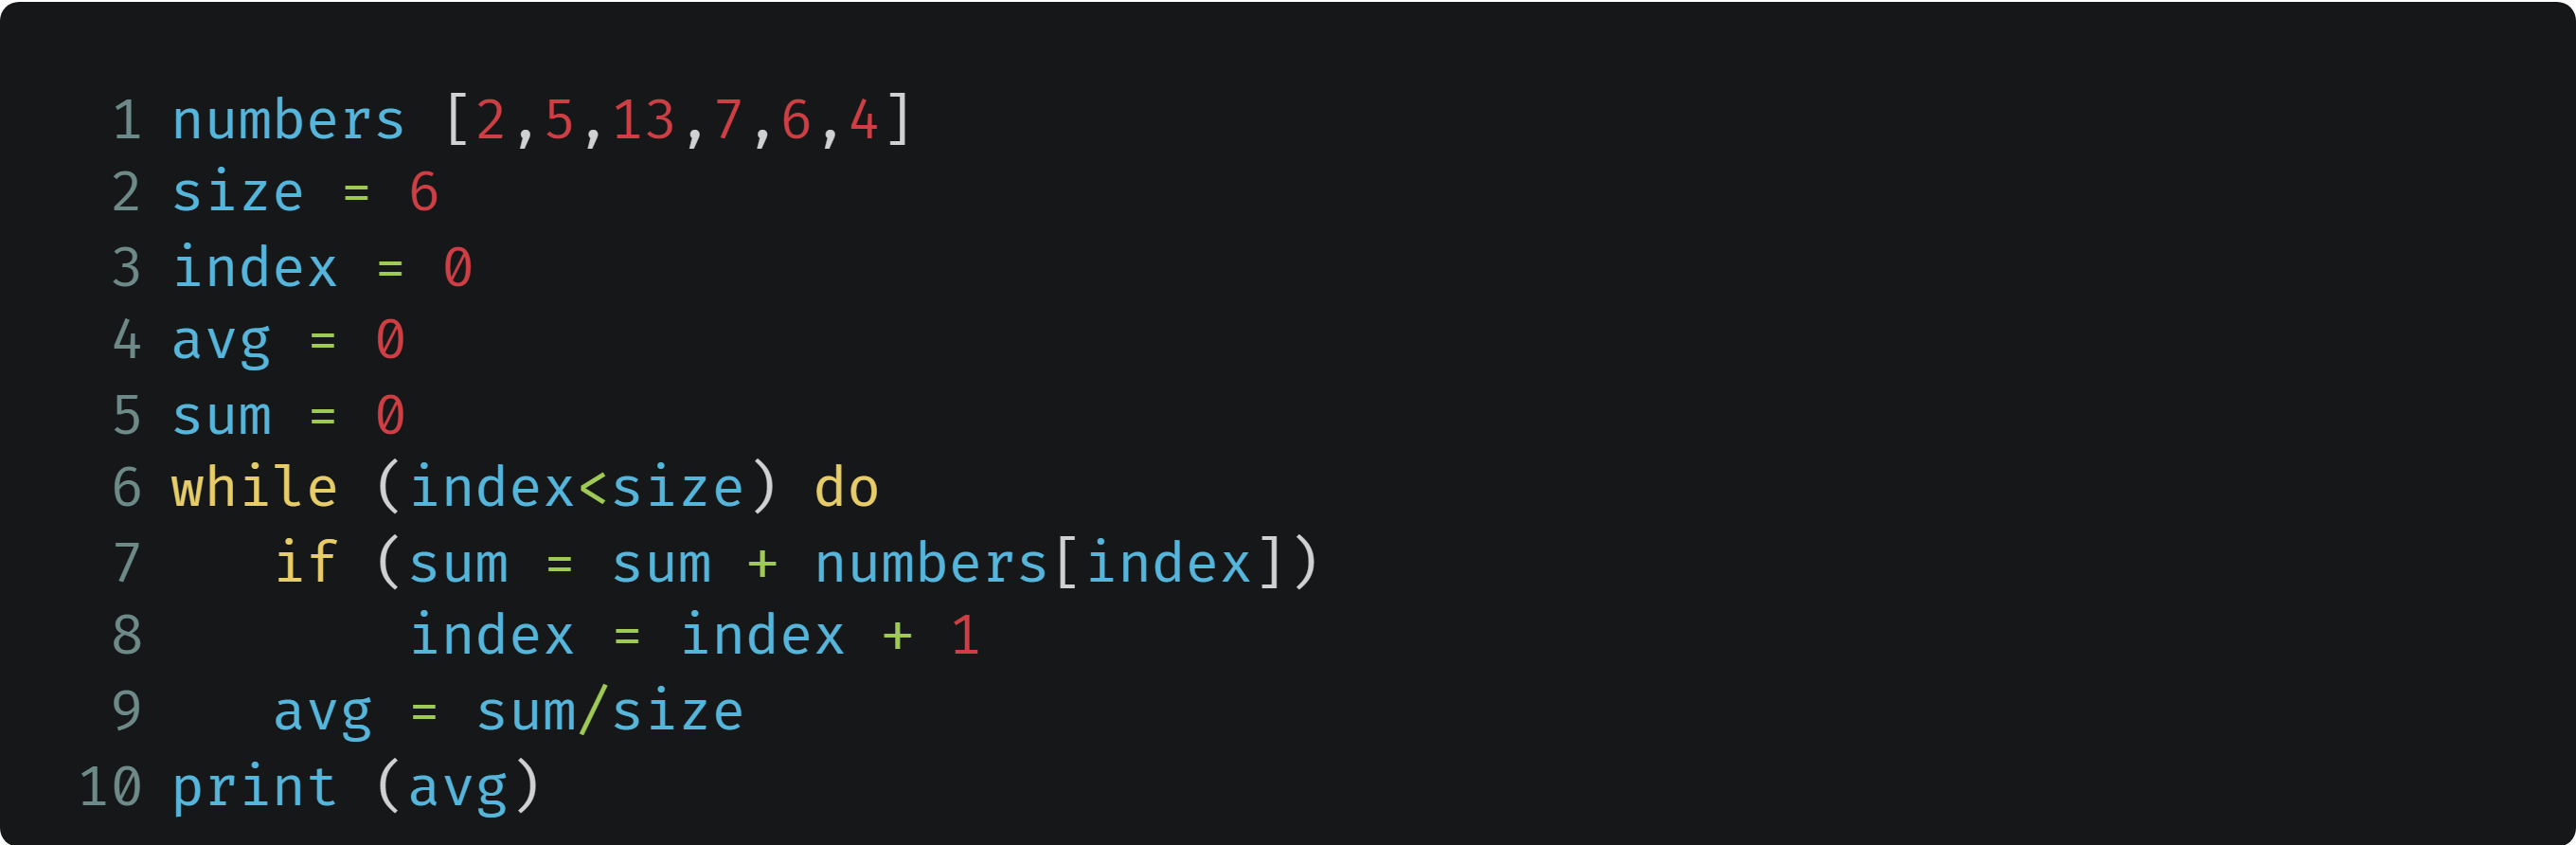 1 numbers [2,5,13,7,6,4]
2 size = 6
3 index = 0
4 avg = 0
5 sum = 0
6 while (index<size) do
7    if (sum = sum + numbers[index])
8        index = index + 1
9    avg = sum/size
10 print (avg)